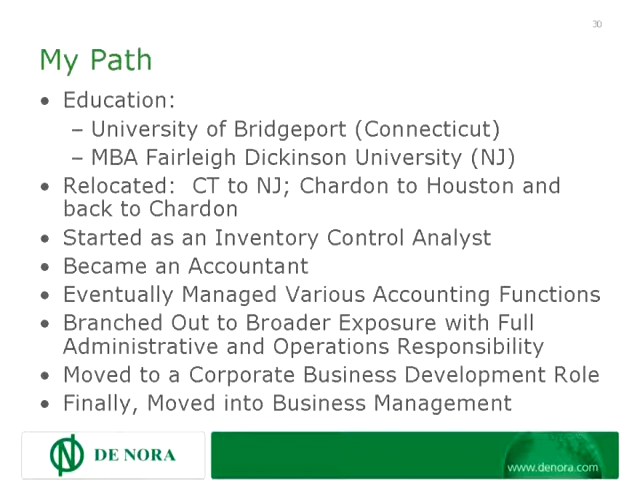 30
My Path
• Education:
– University of Bridgeport (Connecticut)
– MBA Fairleigh Dickinson University (NJ)
• Relocated:  CT to NJ; Chardon to Houston and
back to Chardon
• Started as an Inventory Control Analyst
• Became an Accountant
• Eventually Managed Various Accounting Functions
• Branched Out to Broader Exposure with Full
Administrative and Operations Responsibility
• Moved to a Corporate Business Development Role
• Finally, Moved into Business Management
DE NORA
www.denora.com